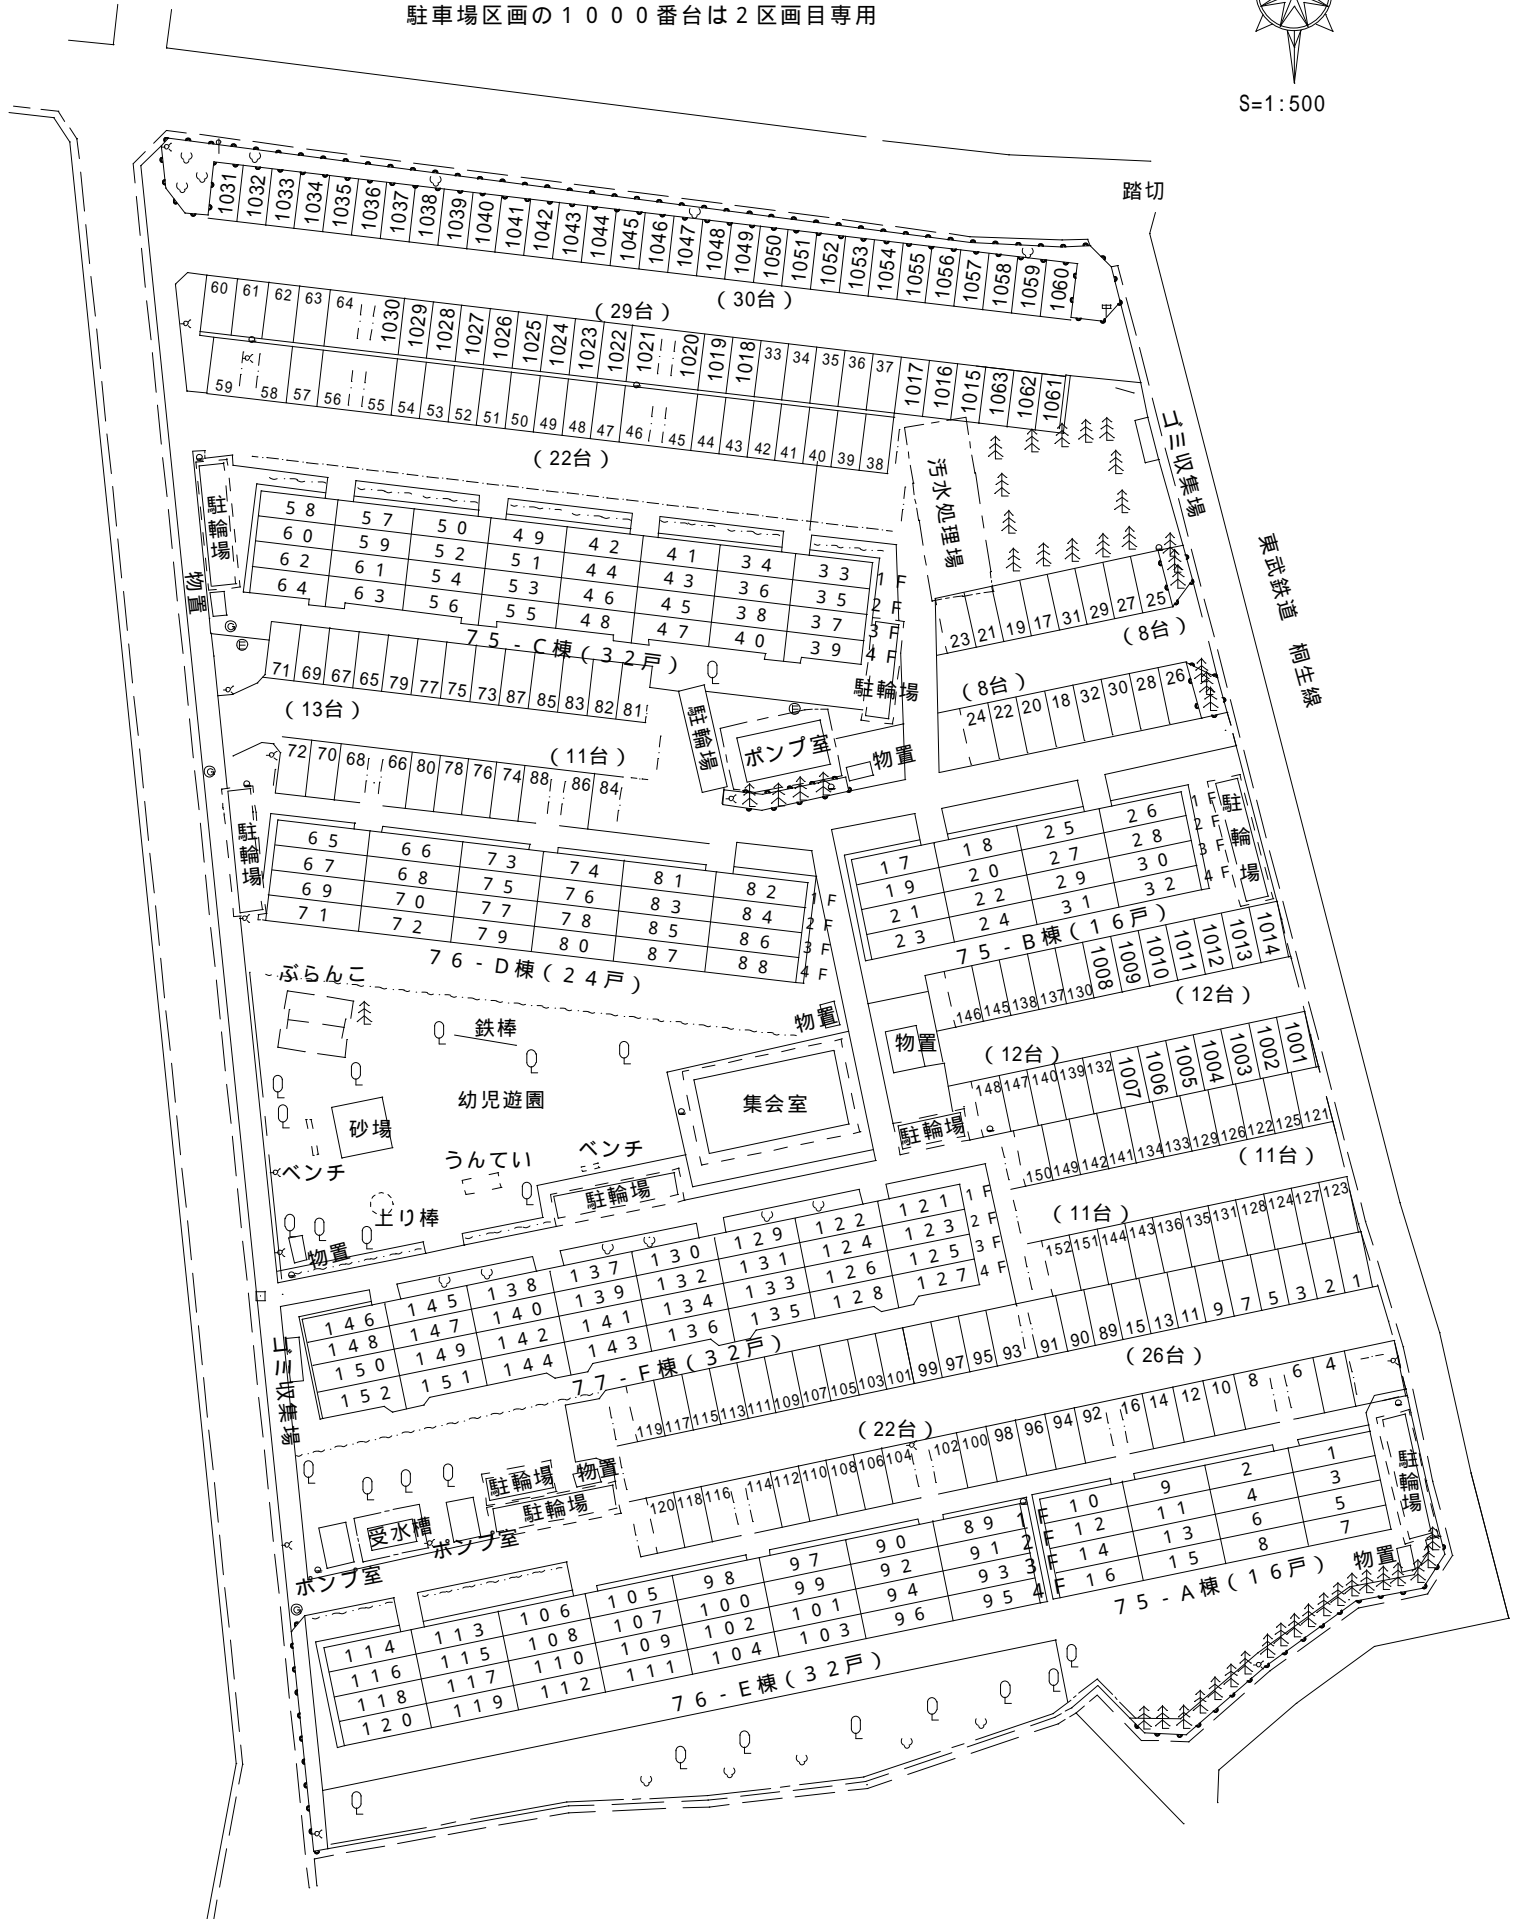 駐車場区画の1000番台は2区画目専用
S=1:500
踏切
1031 1032 1033 1034 1035 1036 1037 1038 1039 1040 1041 1042 1043 1044 1045 1046 1047 1048 1049 1050 1051 1052 1053 1054 1055 1056 1057 1058 1059 1060
(30台)
(29台)
60 61 62 63 64 1030 1029 1028 1027 1026 1025 1024 1023 1022 1021 1020 1019 1018 33 34 35 36 37 1017 1016 1015 1063 1062 1061
59 58 57 56 55 54 53 52 51 50 49 48 47 46 45 44 43 42 41 40 39 38
(22台)
ゴミ収集場
汚水処理場
東武鉄道 桐生線
駐輪場
物置
58 57 50 49 42 41 34 33 1F
60 59 52 51 44 43 36 35 2F
62 61 54 53 46 45 38 37 3F
64 63 56 55 48 47 40 39 4F
75-C棟(32戸)
駐輪場
23 21 19 17 31 29 27 25
(8台)
(8台)
24 22 20 18 32 30 28 26
71 69 67 65 79 77 75 73 87 85 83 82 81
(13台)
(11台)
72 70 68 66 80 78 76 74 88 86 84
駐輪場
ポンプ室
物置
駐輪場
65 66 73 74 81 82 1F
67 68 75 76 83 84 2F
69 70 77 78 85 86 3F
71 72 79 80 87 88 4F
76-D棟(24戸)
17 18 25 26 1F
19 20 27 28 2F
21 22 29 30 3F
23 24 31 32 4F
75-B棟(16戸)
駐輪場
146 145 138 137 130 1008 1009 1010 1011 1012 1013 1014
(12台)
(12台)
148 147 140 139 132 1007 1006 1005 1004 1003 1002 1001
150 149 142 141 134 133 129 126 122 125 121
(11台)
(11台)
152 151 144 143 136 135 131 128 124 127 123
ぶらんこ
鉄棒
物置
物置
幼児遊園
集会室
砂場
駐輪場
ベンチ
うんてい
ベンチ
駐輪場
上り棒
物置
146 145 138 137 130 129 122 121 1F
148 147 140 139 132 131 124 123 2F
150 149 142 141 134 133 126 125 3F
152 151 144 143 136 135 128 127 4F
77-F棟(32戸)
ゴミ収集場
119 117 115 113 111 109 107 105 103 101 99 97 95 93 91 90 89 15 13 11 9 7 5 3 2 1
(26台)
(22台)
120 118 116 114 112 110 108 106 104 102 100 98 96 94 92 16 14 12 10 8 6 4
駐輪場
物置
駐輪場
受水槽
ポンプ室
ポンプ室
114 113 106 105 98 97 90 89 1F
116 115 108 107 100 99 92 91 2F
118 117 110 109 102 101 94 93 3F
120 119 112 111 104 103 96 95 4F
76-E棟(32戸)
10 9 2 1
12 11 4 3
14 13 6 5
16 15 8 7
75-A棟(16戸)
駐輪場
物置